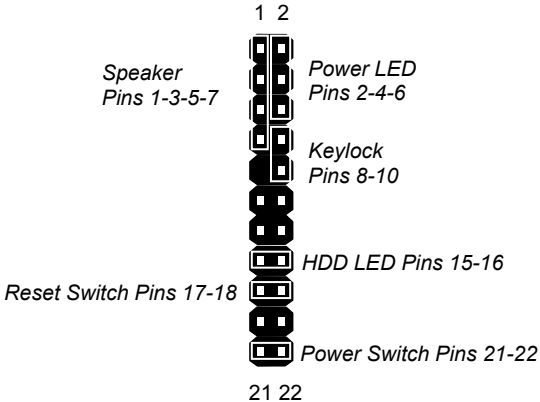 1 2
Speaker
Pins 1-3-5-7
Power LED
Pins 2-4-6
Keylock
Pins 8-10
HDD LED Pins 15-16
Reset Switch Pins 17-18
Power Switch Pins 21-22
21 22